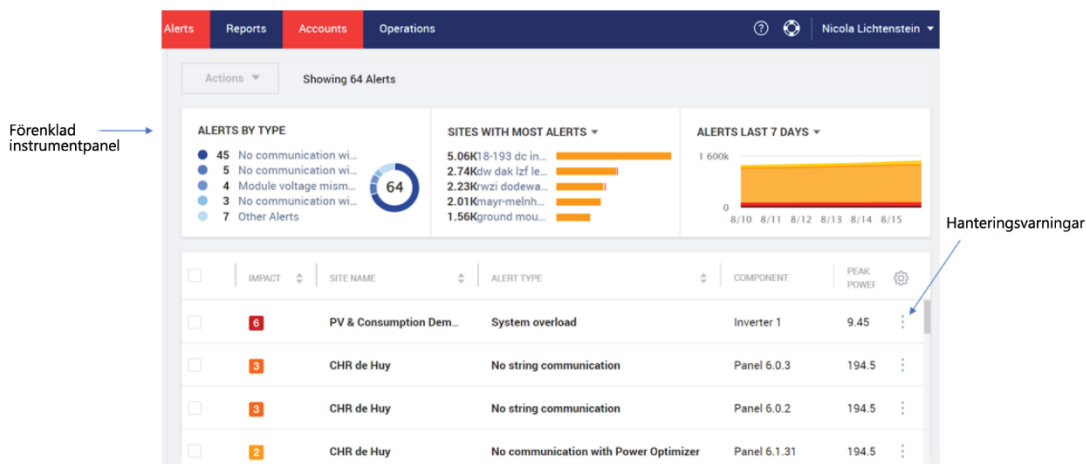 Alerts Reports Accounts Operations ? Nicola Lichtenstein
Actions Showing 64 Alerts
Förenklad
instrumentpanel
ALERTS BY TYPE
45 No communication wi...
5 No communication wi...
4 Module voltage mism...
3 No communication wi...
7 Other Alerts
64
SITES WITH MOST ALERTS
5.06K18-193 dc in...
2.74Kdw dak lzf le...
2.23Krwzi dodewa...
2.01Kmayr-melnh...
1.56Kground mou...
ALERTS LAST 7 DAYS
1 600k
0
8/10 8/11 8/12 8/13 8/14 8/15
Hanteringsvarningar
IMPACT SITE NAME ALERT TYPE COMPONENT PEAK
POWER
6 PV & Consumption Dem... System overload Inverter 1 9.45
3 CHR de Huy No string communication Panel 6.0.3 194.5
3 CHR de Huy No string communication Panel 6.0.2 194.5
2 CHR de Huy No communication with Power Optimizer Panel 6.1.31 194.5